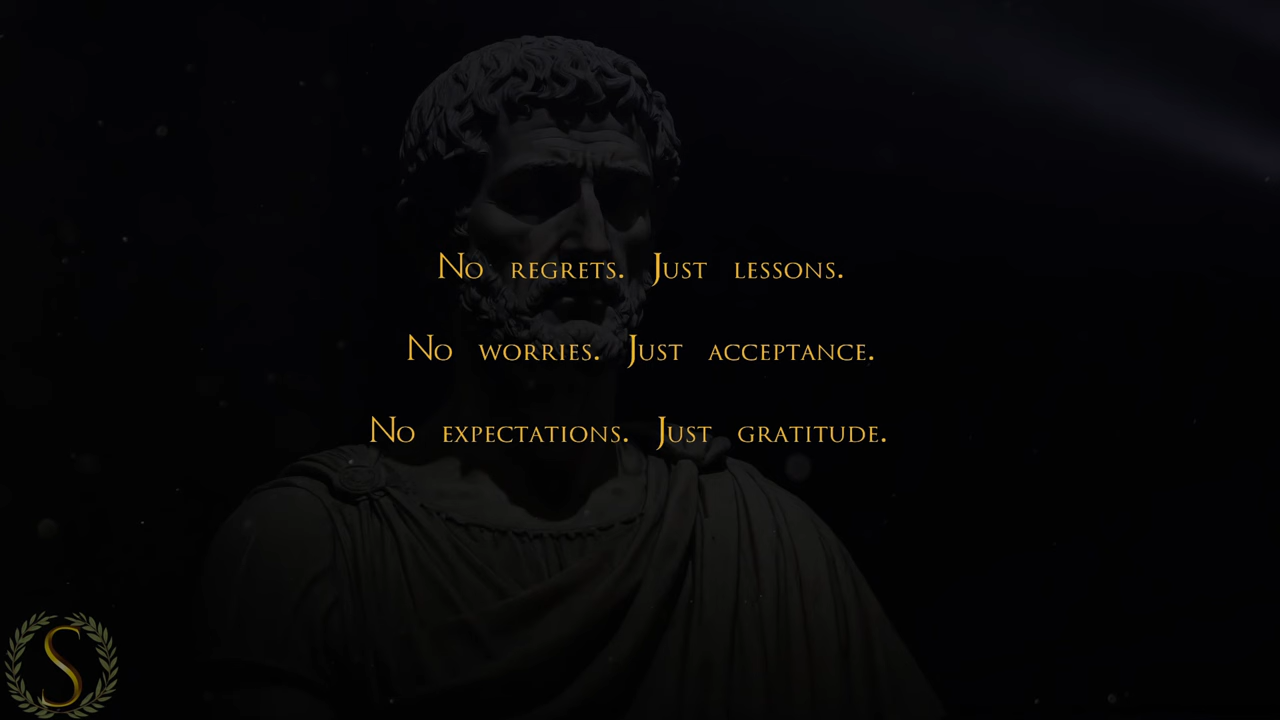 No regrets. Just lessons.
No worries. Just acceptance.
No expectations. Just gratitude.
S